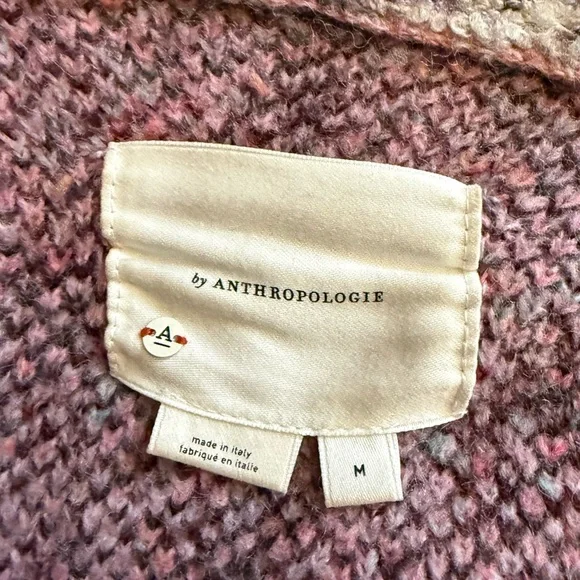 by ANTHROPOLOGIE
A
made in italy
fabriqué en italie
M